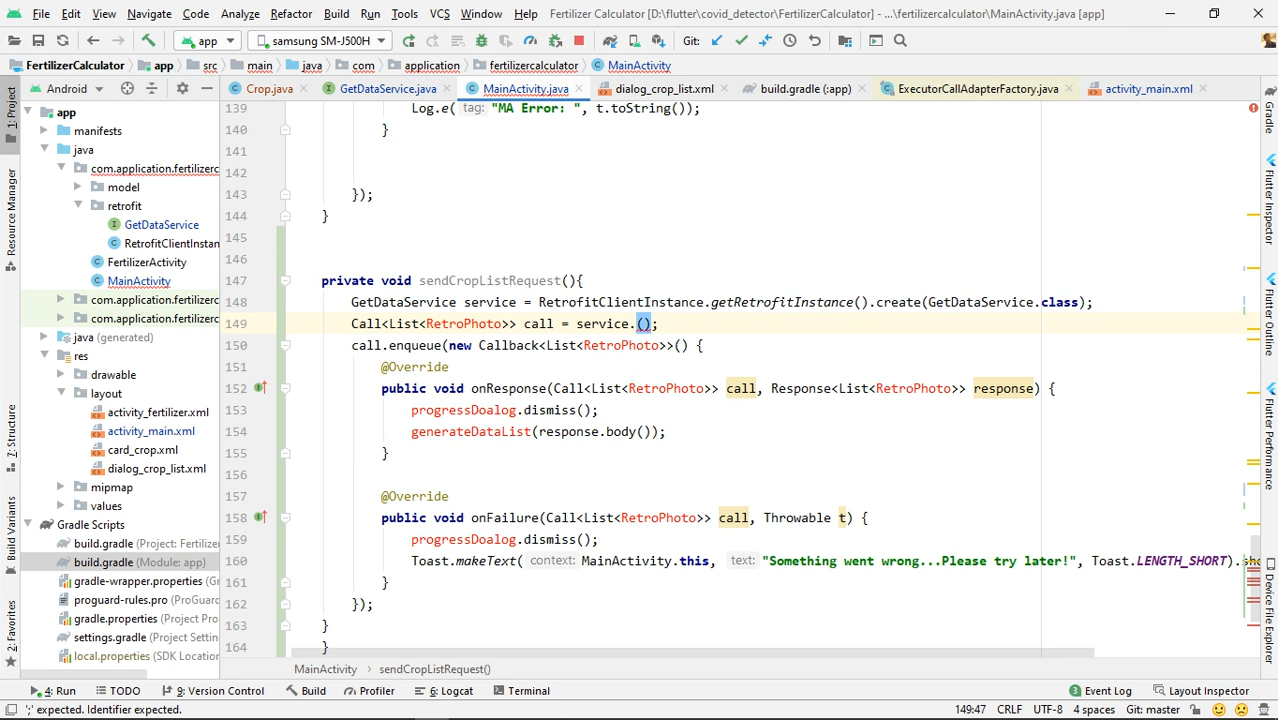 File Edit View Navigate Code Analyze Refactor Build Run Tools VCS Window Help Fertilizer Calculator [D:\flutter\covid_detector\FertilizerCalculator] - ...\fertilizercalculator\MainActivity.java [app]
app samsung SM-J500H Git:
FertilizerCalculator app src main java com application fertilizercalculator MainActivity
Android Crop.java GetDataService.java MainActivity.java dialog_crop_list.xml build.gradle (app) ExecutorCallAdapterFactory.java activity_main.xml
1: Project
Resource Manager
Z: Structure
Build Variants
2: Favorites
app
manifests
java
com.application.fertilizerc
model
retrofit
GetDataService
RetrofitClientInstan
FertilizerActivity
MainActivity
com.application.fertilizerc
com.application.fertilizerc
java (generated)
res
drawable
layout
activity_fertilizer.xml
activity_main.xml
card_crop.xml
dialog_crop_list.xml
mipmap
values
Gradle Scripts
build.gradle (Project: Fertilizer
build.gradle (Module: app)
gradle-wrapper.properties (Gr
proguard-rules.pro (ProGuarc
gradle.properties (Project Pro
settings.gradle (Project Settin
local.properties (SDK Location
139 Log.e( tag: "MA Error: ", t.toString());
140 }
141
142
143 });
144 }
145
146
147 private void sendCropListRequest(){
148 GetDataService service = RetrofitClientInstance.getRetrofitInstance().create(GetDataService.class);
149 Call<List<RetroPhoto>> call = service.();
150 call.enqueue(new Callback<List<RetroPhoto>>() {
151 @Override
152 public void onResponse(Call<List<RetroPhoto>> call, Response<List<RetroPhoto>> response) {
153 progressDoalog.dismiss();
154 generateDataList(response.body());
155 }
156
157 @Override
158 public void onFailure(Call<List<RetroPhoto>> call, Throwable t) {
159 progressDoalog.dismiss();
160 Toast.makeText( context: MainActivity.this, text: "Something went wrong...Please try later!", Toast.LENGTH_SHORT).sho
161 }
162 });
163 }
164 }
MainActivity sendCropListRequest()
Gradle
Flutter Inspector
Flutter Outline
Flutter Performance
Device File Explorer
4: Run TODO 9: Version Control Build Profiler 6: Logcat Terminal 3 Event Log Layout Inspector
';' expected. Identifier expected. 149:47 CRLF UTF-8 4 spaces Git: master